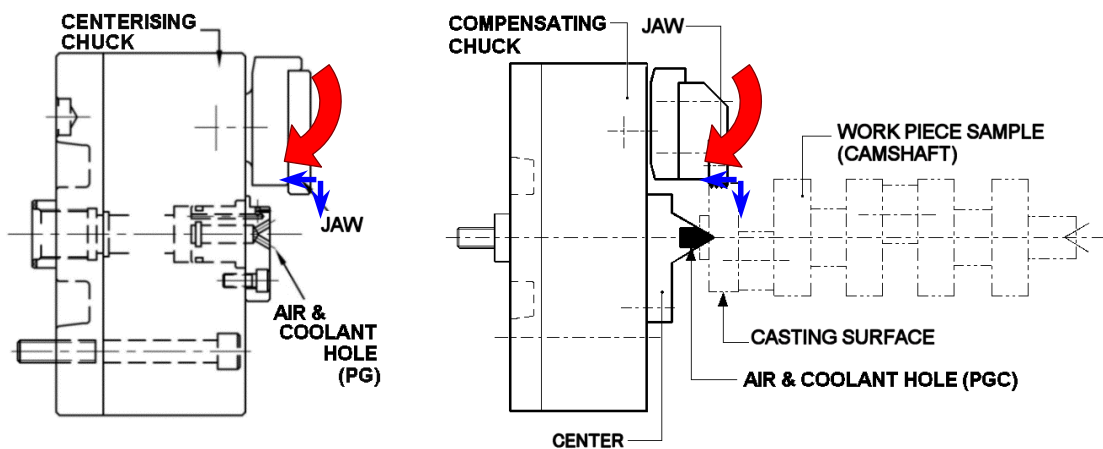 CENTERISING
CHUCK
JAW
AIR &
COOLANT
HOLE
(PG)
COMPENSATING
CHUCK
JAW
WORK PIECE SAMPLE
(CAMSHAFT)
CASTING SURFACE
AIR & COOLANT HOLE (PGC)
CENTER